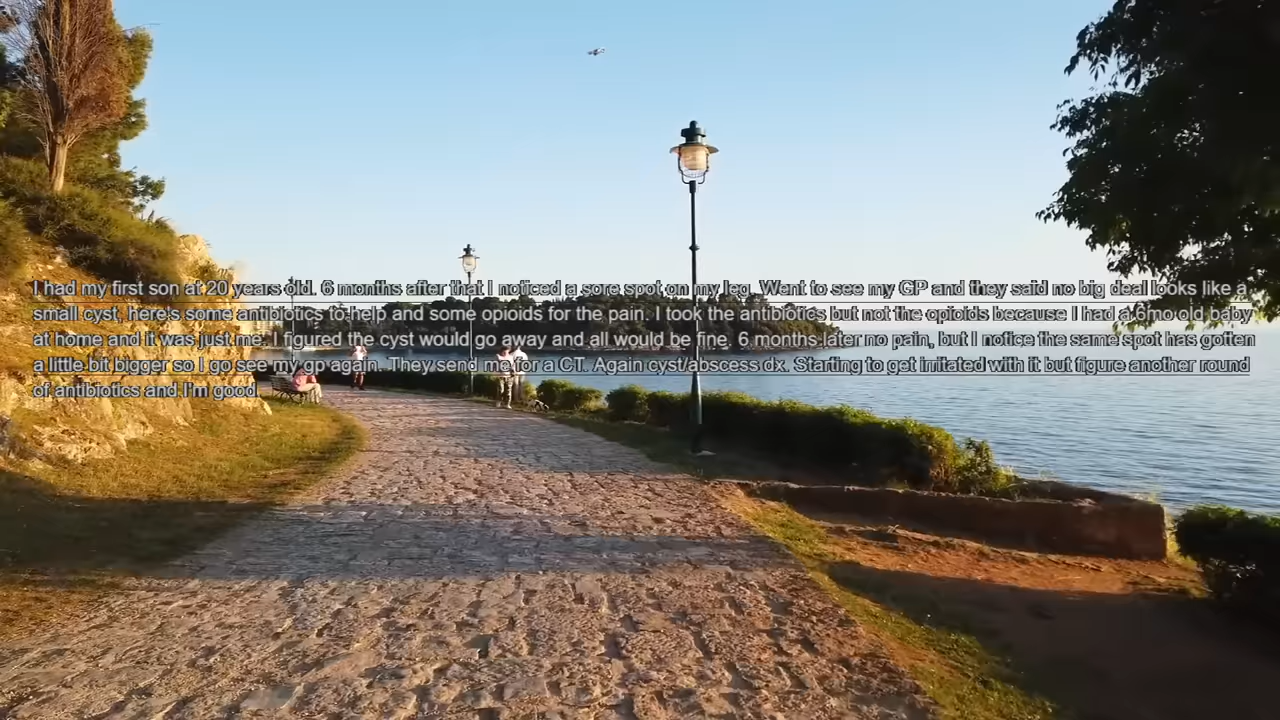 I had my first son at 20 years old. 6 months after that I noticed a sore spot on my leg. Went to see my GP and they said no big deal looks like a
small cyst, here's some antibiotics to help and some opioids for the pain. I took the antibiotics but not the opioids because I had a 6mo old baby
at home and it was just me. I figured the cyst would go away and all would be fine. 6 months later no pain, but I notice the same spot has gotten
a little bit bigger so I go see my gp again. They send me for a CT. Again cyst/abscess dx. Starting to get irritated with it but figure another round
of antibiotics and I'm good.